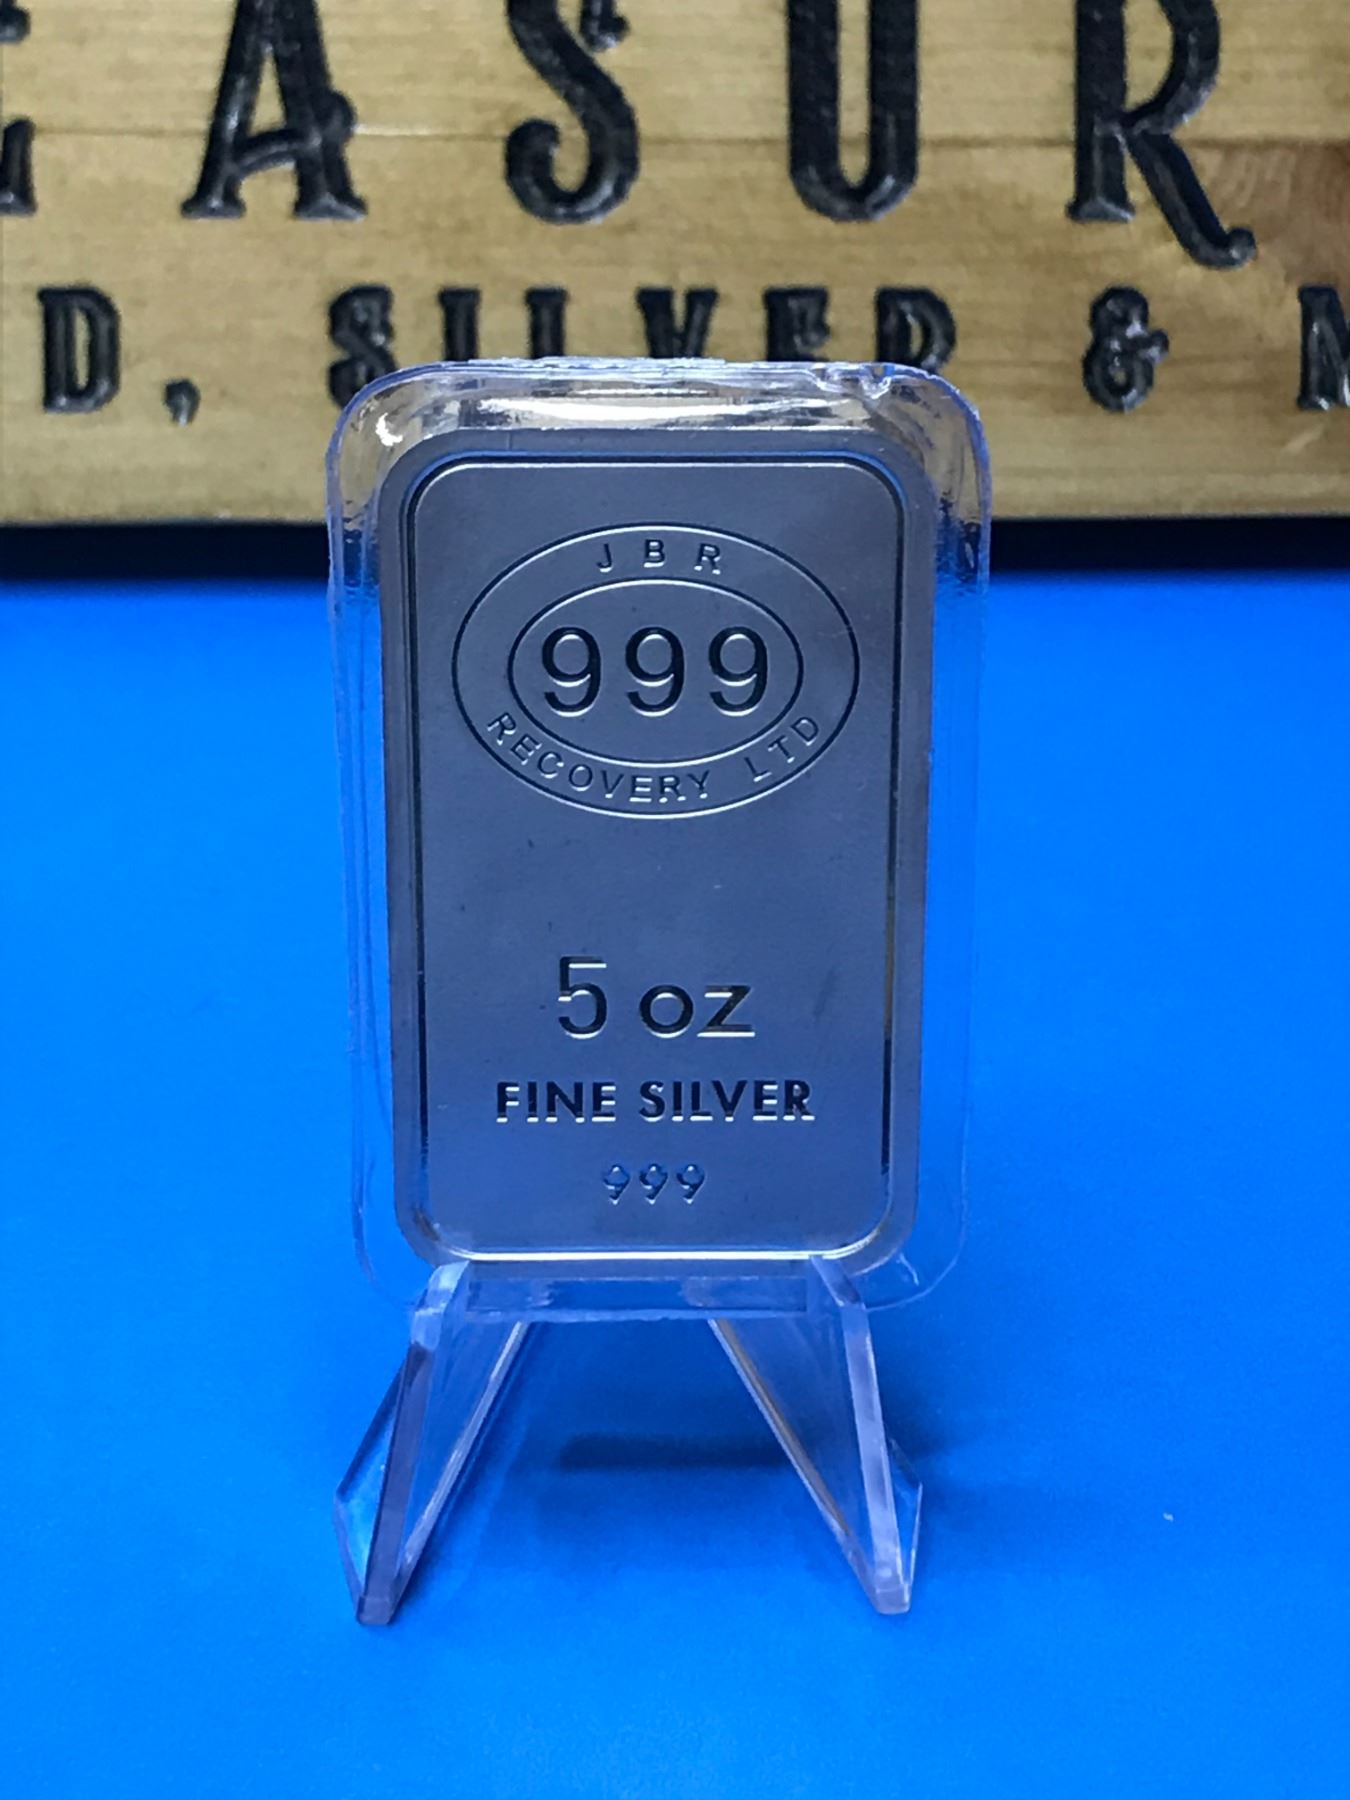 EASUR
D, SILVER & M
JBR
999
RECOVERY LTD
5 oz
FINE SILVER
999